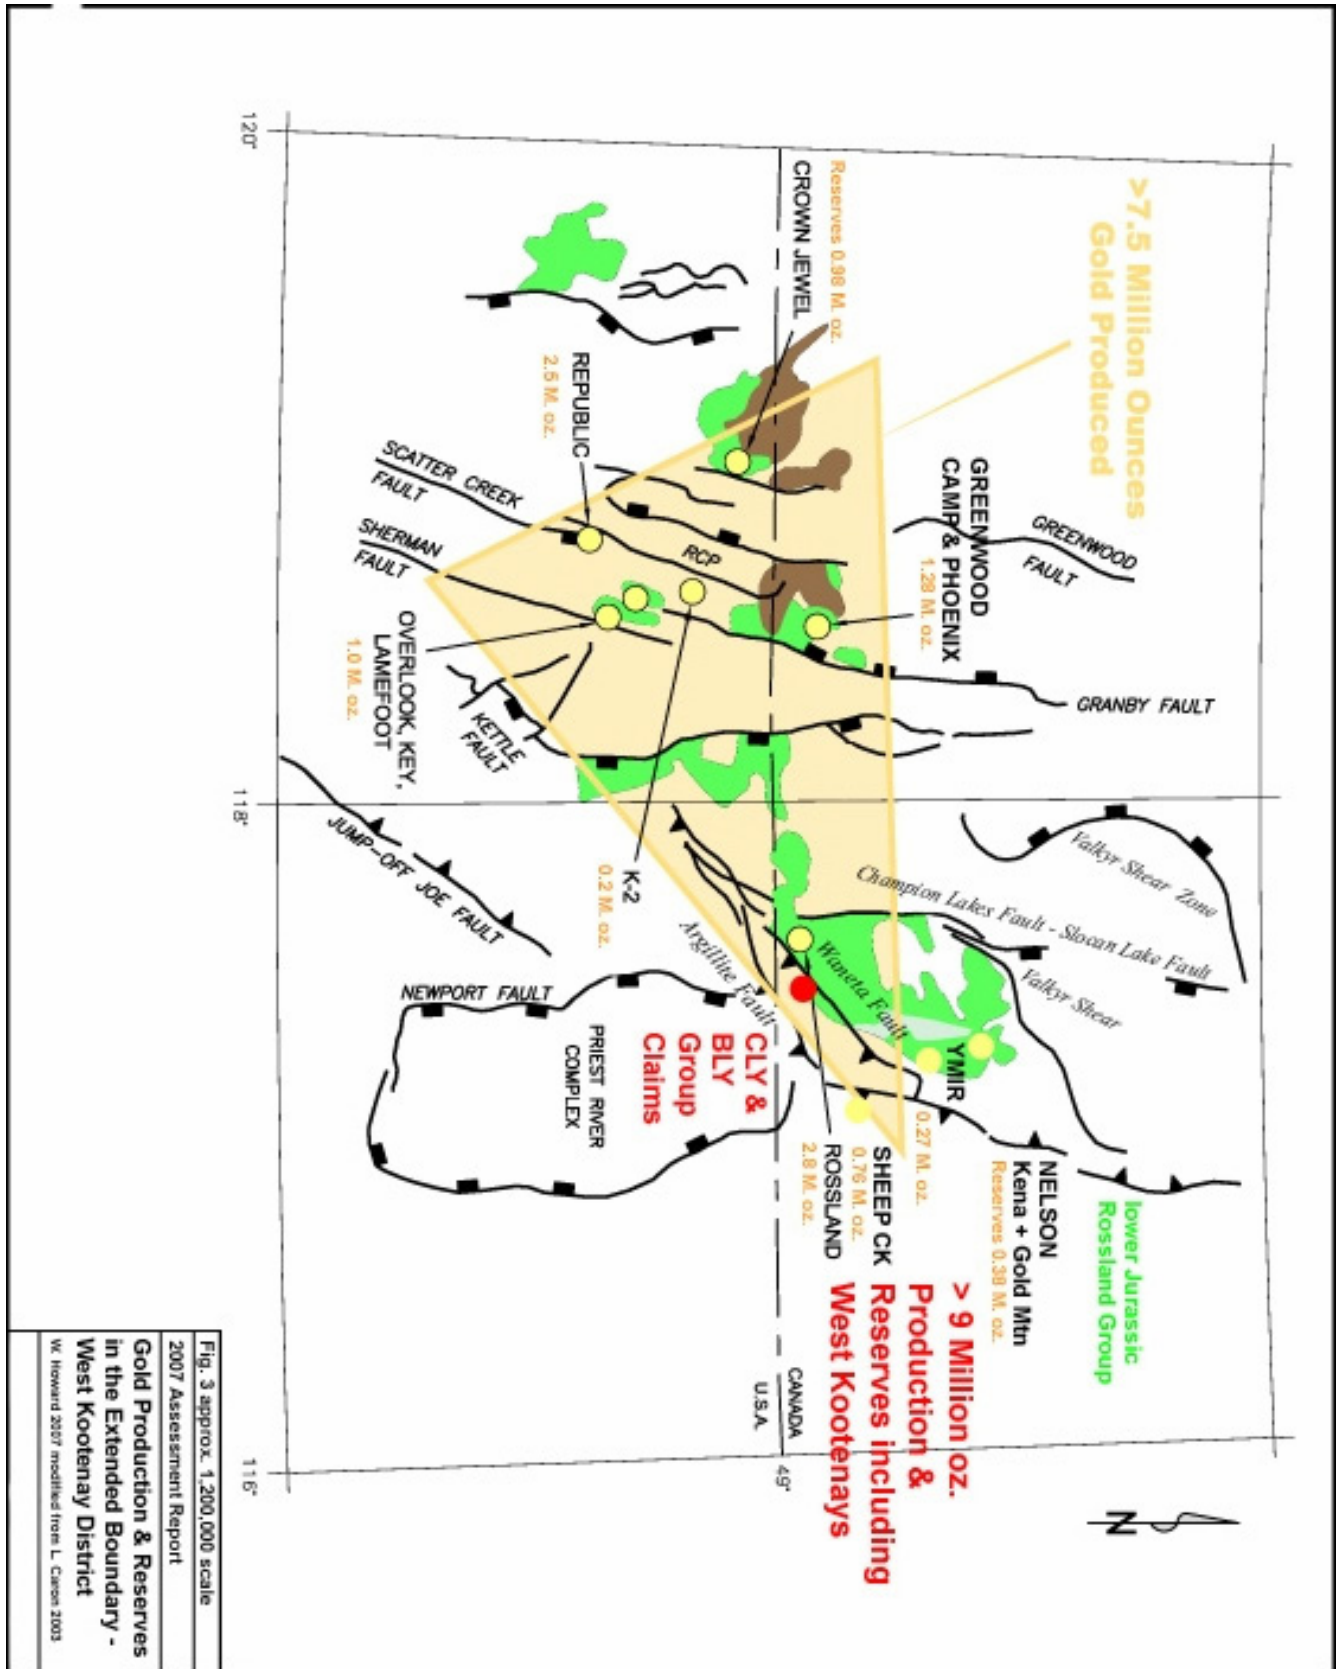 >7.5 Million Ounces
Gold Produced
120°
118°
116°
49°
CANADA
U.S.A.
CROWN JEWEL
Reserves 0.98 M. oz.
REPUBLIC
2.5 M. oz.
SCATTER CREEK
FAULT
SHERMAN
FAULT
OVERLOOK, KEY,
LAMEFOOT
1.0 M. oz.
RCP
GREENWOOD
CAMP & PHOENIX
1.28 M. oz.
GREENWOOD
FAULT
GRANBY FAULT
KETTLE
FAULT
K-2
0.2 M. oz.
JUMP-OFF JOE FAULT
NEWPORT FAULT
PRIEST RIVER
COMPLEX
Valkyr Shear Zone
Champion Lakes Fault - Slocan Lake Fault
Valkyr Shear
Waneta Fault
Argillite Fault
CLY &
BLY
Group
Claims
YMIR
0.27 M. oz.
SHEEP CK
0.76 M. oz.
ROSSLAND
2.8 M. oz.
NELSON
Kena + Gold Mtn
Reserves 0.38 M. oz.
lower Jurassic
Rossland Group
> 9 Million oz.
Production &
Reserves including
West Kootenays
N
Fig. 3 approx. 1,200,000 scale
2007 Assessment Report
Gold Production & Reserves
in the Extended Boundary -
West Kootenay District
W. Howard 2007 modified from L. Caron 2003